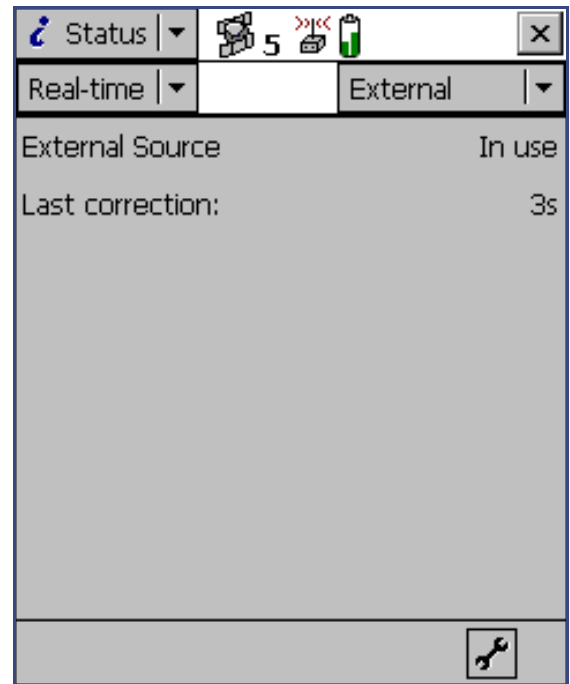 i Status 5
Real-time External
External Source In use
Last correction: 3s